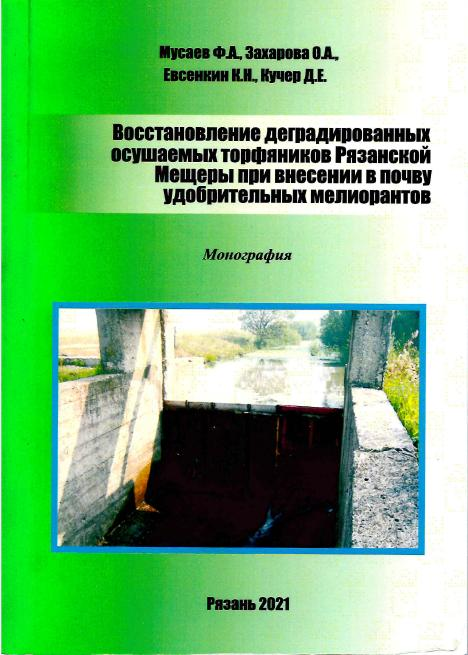 Мусаев Ф.А., Захарова О.А.,
Евсенкин К.Н., Кучер Д.Е.
Восстановление деградированных
осушаемых торфяников Рязанской
Мещеры при внесении в почву
удобрительных мелиорантов
Монография
Рязань 2021